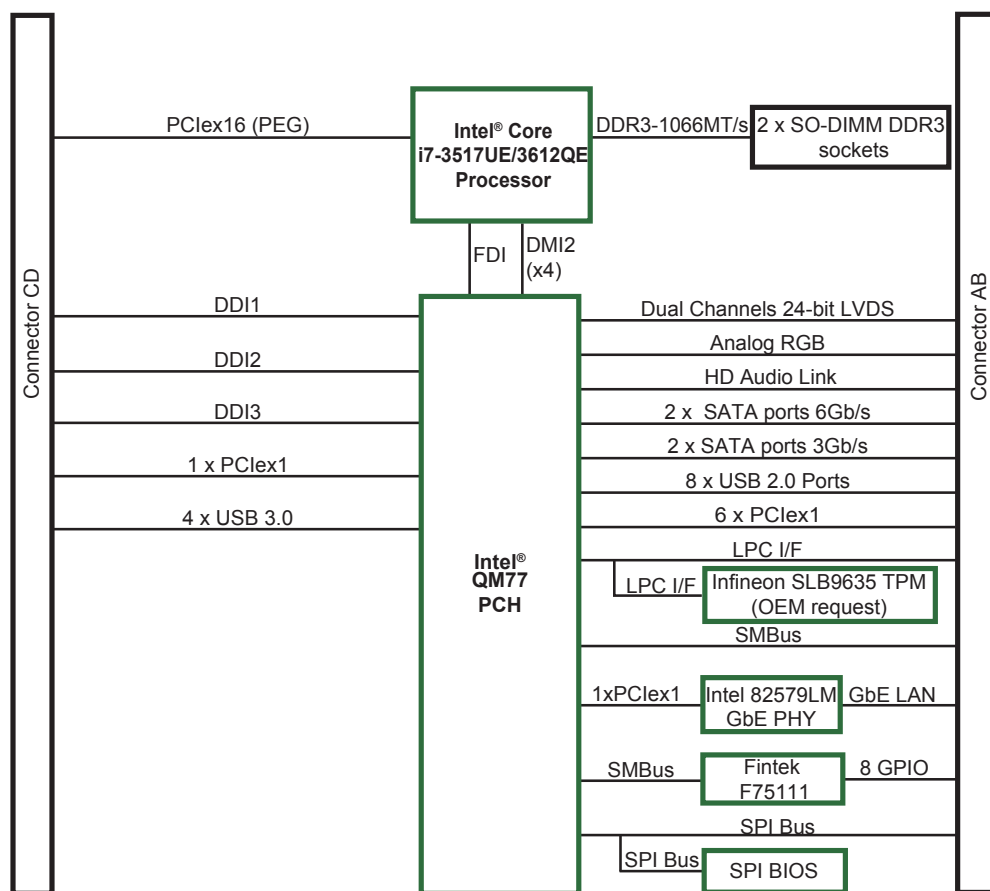 PCIex16 (PEG)
Intel® Core
i7-3517UE/3612QE
Processor
DDR3-1066MT/s
2 x SO-DIMM DDR3
sockets
FDI
DMI2
(x4)
Connector CD
Connector AB
DDI1
DDI2
DDI3
1 x PCIex1
4 x USB 3.0
Intel®
QM77
PCH
Dual Channels 24-bit LVDS
Analog RGB
HD Audio Link
2 x SATA ports 6Gb/s
2 x SATA ports 3Gb/s
8 x USB 2.0 Ports
6 x PCIex1
LPC I/F
LPC I/F
Infineon SLB9635 TPM
(OEM request)
SMBus
1xPCIex1
Intel 82579LM
GbE PHY
GbE LAN
SMBus
Fintek
F75111
8 GPIO
SPI Bus
SPI Bus
SPI BIOS